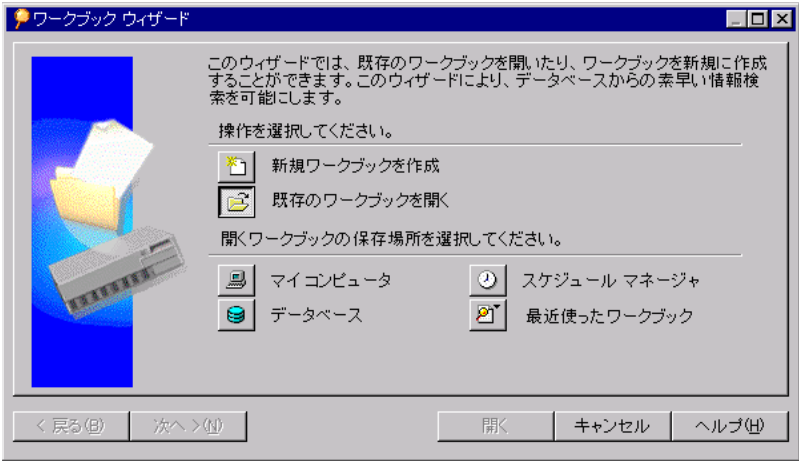 ワークブック ウィザード
このウィザードでは、既存のワークブックを開いたり、ワークブックを新規に作成
することができます。このウィザードにより、データベースからの素早い情報検
索を可能にします。
操作を選択してください。
新規ワークブックを作成
既存のワークブックを開く
開くワークブックの保存場所を選択してください。
マイ コンピュータ
スケジュール マネージャ
データベース
最近使ったワークブック
< 戻る(B)
次へ >(N)
開く
キャンセル
ヘルプ(H)